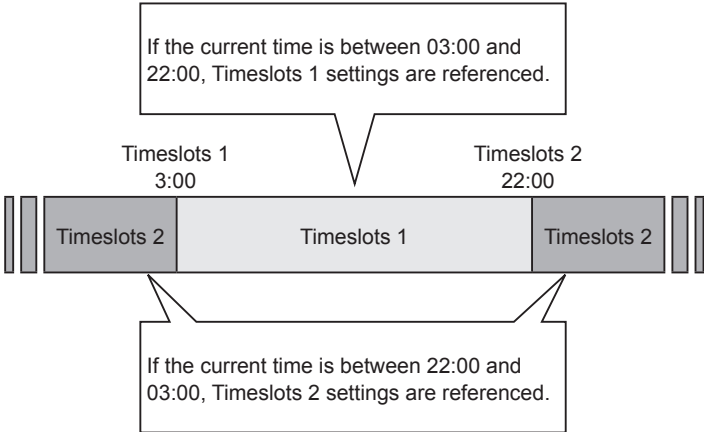 If the current time is between 03:00 and
22:00, Timeslots 1 settings are referenced.
Timeslots 1
3:00
Timeslots 2
22:00
Timeslots 2
Timeslots 1
Timeslots 2
If the current time is between 22:00 and
03:00, Timeslots 2 settings are referenced.